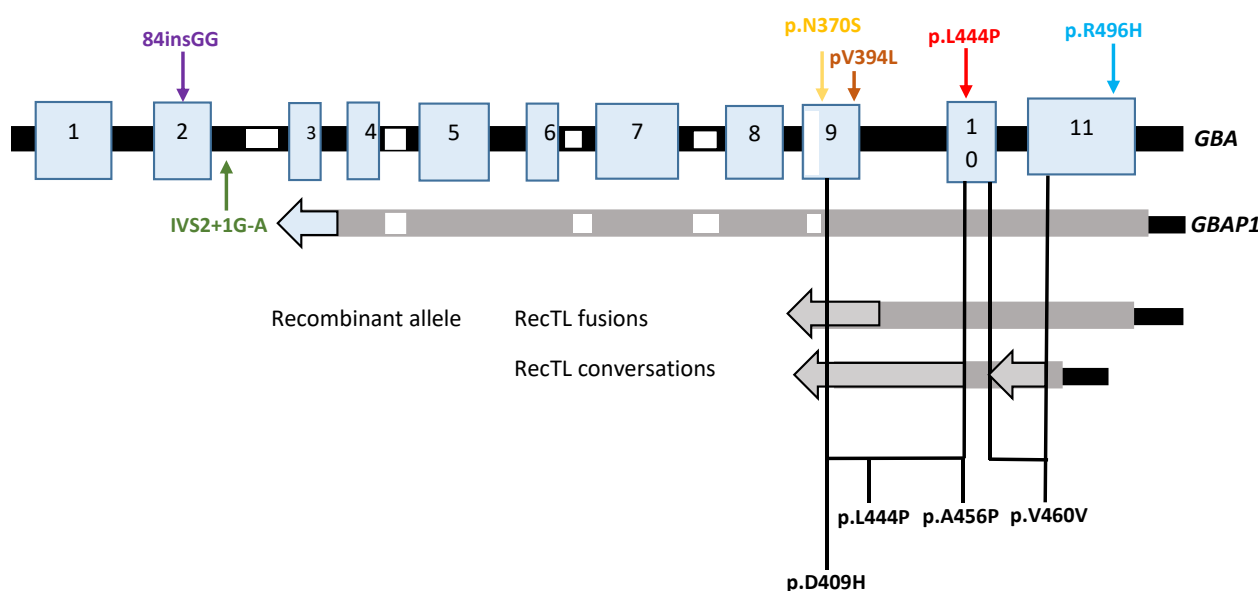 p.N370S
84insGG
p.L444P
p.R496H
pV394L
1
2
3
4
5
6
7
8
9
1
0
11
GBA
IVS2+1G-A
GBAP1
Recombinant allele
RecTL fusions
RecTL conversations
p.L444P
p.A456P
p.V460V
p.D409H